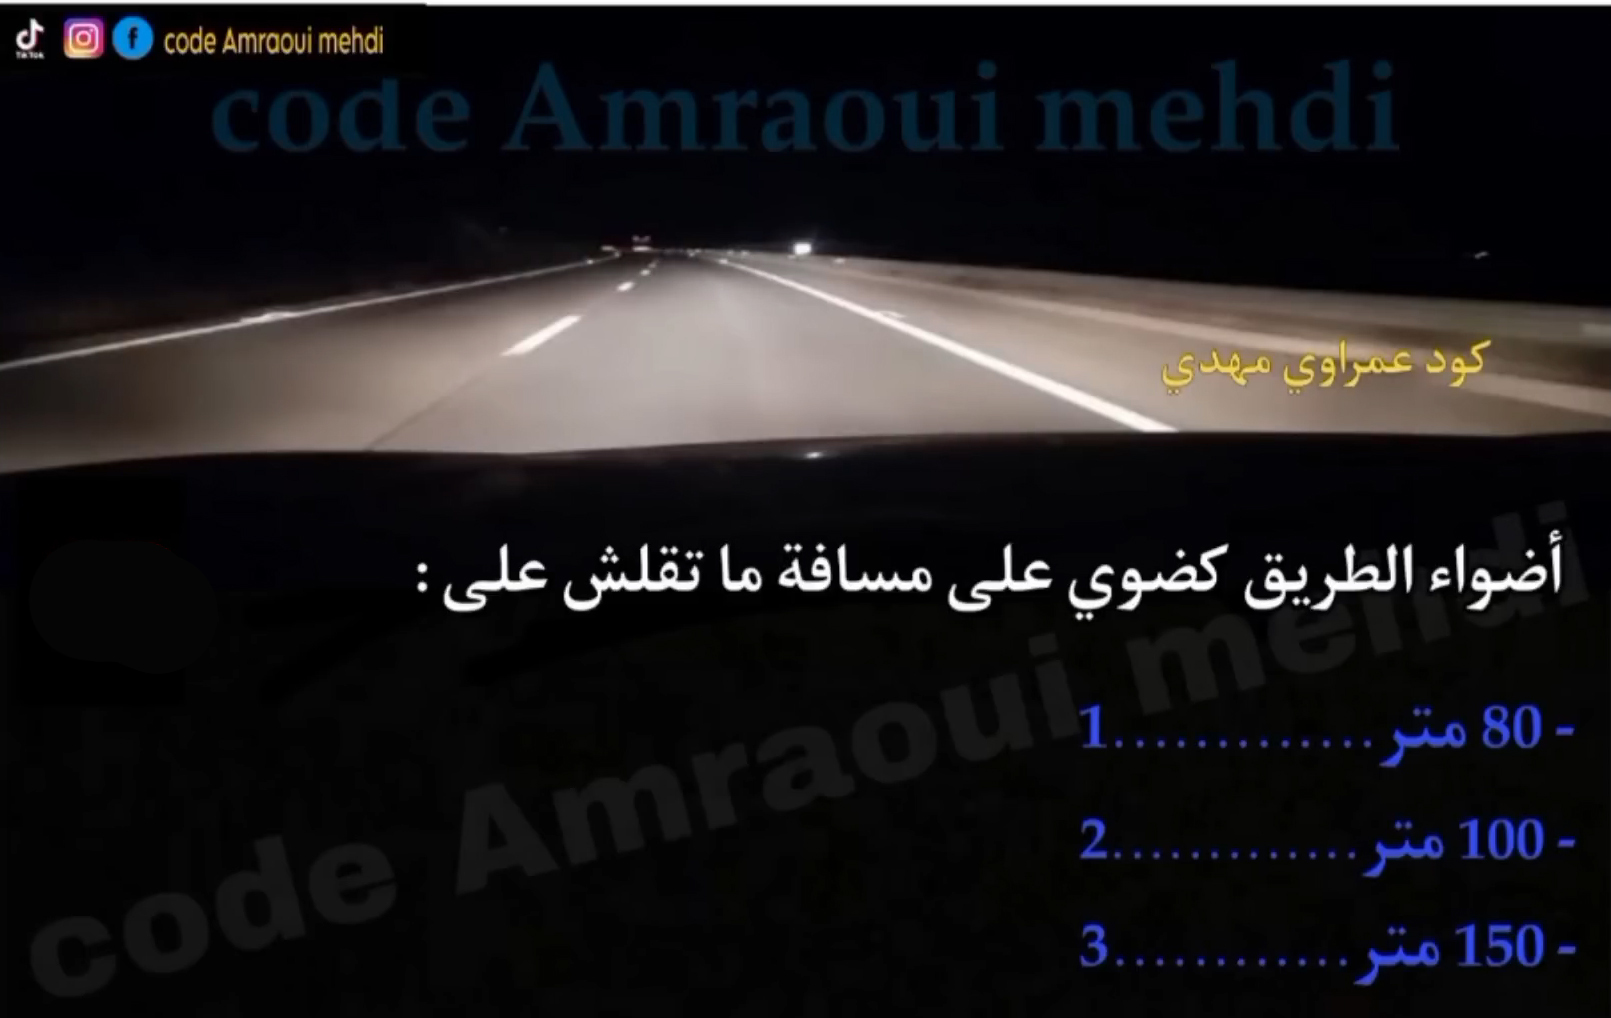 TikTok
code Amraoui mehdi
code Amraoui mehdi
كود عمراوي مهدي
أضواء الطريق كضوي على مسافة ما تقلش على :
- 80 متر.............1
- 100 متر.............2
- 150 متر............3
code Amraoui mehdi